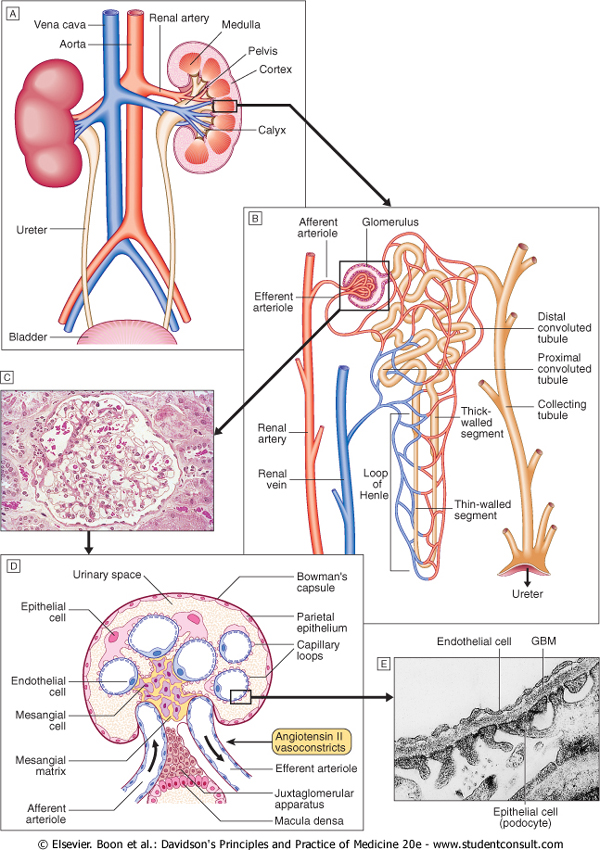 A
Vena cava
Aorta
Renal artery
Medulla
Pelvis
Cortex
Calyx
Ureter
Bladder
B
Afferent
arteriole
Glomerulus
Efferent
arteriole
Distal
convoluted
tubule
Proximal
convoluted
tubule
Thick-
walled
segment
Collecting
tubule
Renal
artery
Renal
vein
Loop
of
Henle
Thin-walled
segment
Ureter
C
D
Urinary space
Bowman's
capsule
Epithelial
cell
Parietal
epithelium
Capillary
loops
Endothelial
cell
Mesangial
cell
Angiotensin II
vasoconstricts
Mesangial
matrix
Efferent arteriole
Juxtaglomerular
apparatus
Afferent
arteriole
Macula densa
E
Endothelial cell
GBM
Epithelial cell
(podocyte)
© Elsevier. Boon et al.: Davidson's Principles and Practice of Medicine 20e - www.studentconsult.com